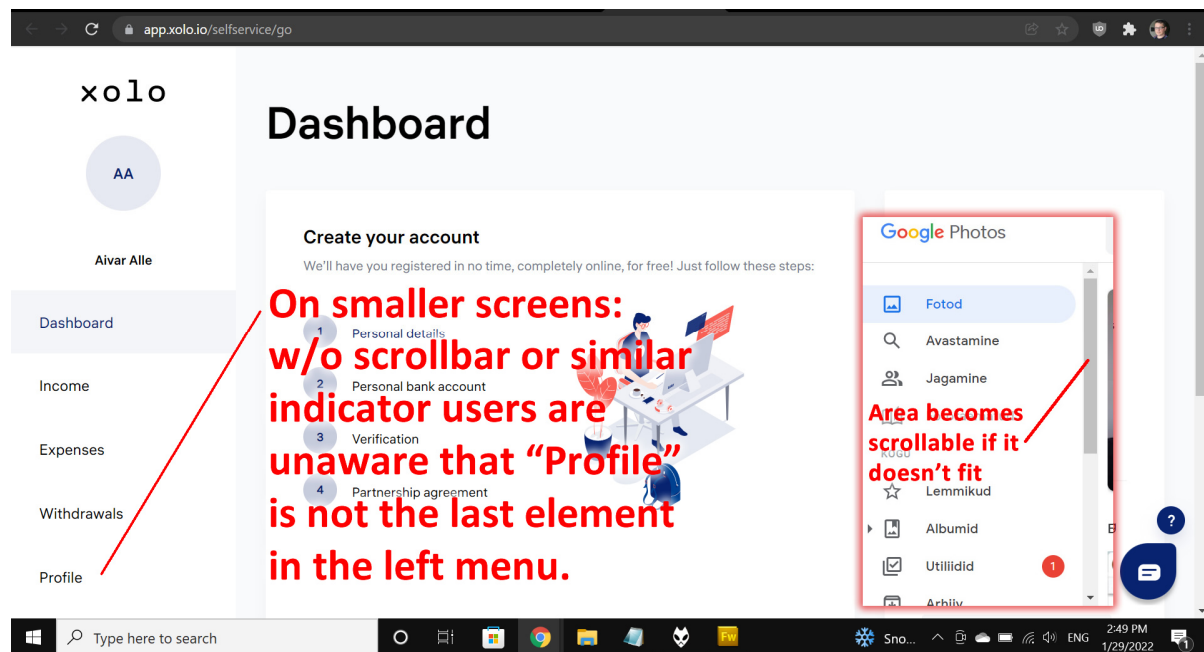 app.xolo.io/selfservice/go
xolo
AA
Aivar Alle
Dashboard
Income
Expenses
Withdrawals
Profile
Dashboard
Create your account
We'll have you registered in no time, completely online, for free! Just follow these steps:
1 Personal details
2 Personal bank account
3 Verification
4 Partnership agreement
On smaller screens:
w/o scrollbar or similar
indicator users are
unaware that “Profile”
is not the last element
in the left menu.
Google Photos
Fotod
Avastamine
Jagamine
KOGU
Lemmikud
Albumid
Utiliidid 1
Arhiiv
Area becomes
scrollable if it
doesn’t fit
?
Type here to search
Fw
Sno...
ENG
2:49 PM
1/29/2022
1